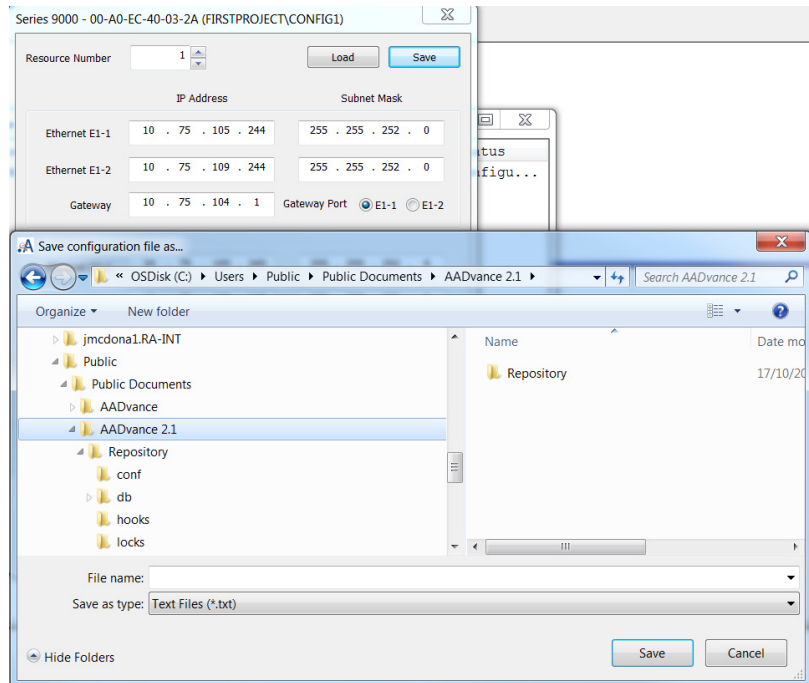 Series 9000 - 00-A0-EC-40-03-2A (FIRSTPROJECT\CONFIG1)
Resource Number 1 Load Save
IP Address Subnet Mask
Ethernet E1-1 10 . 75 . 105 . 244 255 . 255 . 252 . 0
tus
Ethernet E1-2 10 . 75 . 109 . 244 255 . 255 . 252 . 0
figu...
Gateway 10 . 75 . 104 . 1 Gateway Port E1-1 E1-2
Save configuration file as...
« OSDisk (C:) Users Public Public Documents AADvance 2.1 Search AADvance 2.1
Organize New folder
jmcdona1.RA-INT Name Date mo
Public
Repository 17/10/20
Public Documents
AADvance
AADvance 2.1
Repository
conf
db
hooks
locks
File name:
Save as type: Text Files (*.txt)
Hide Folders Save Cancel